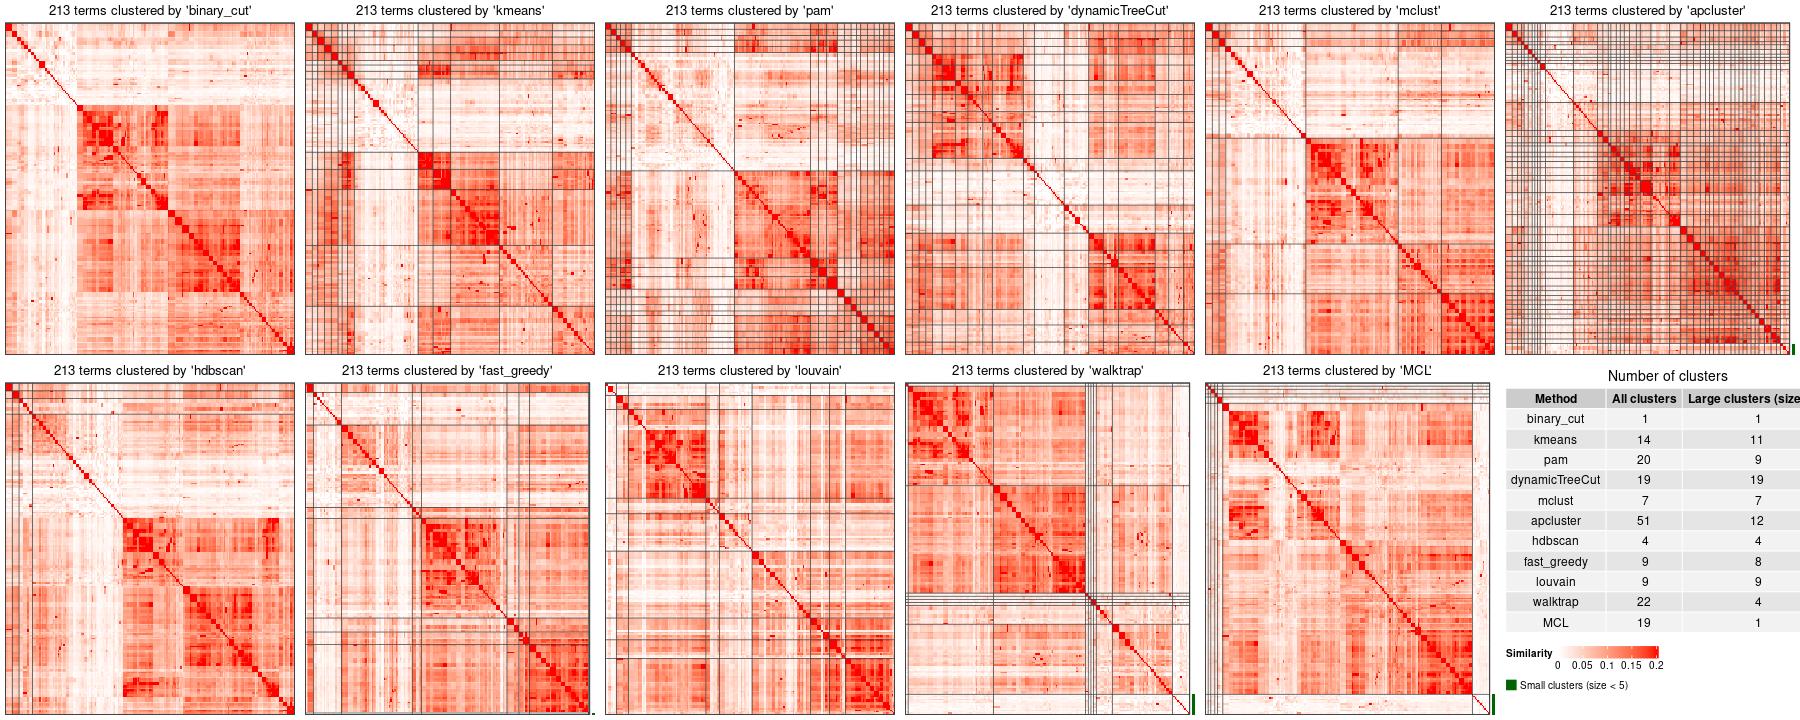 213 terms clustered by 'binary_cut'
213 terms clustered by 'kmeans'
213 terms clustered by 'pam'
213 terms clustered by 'dynamicTreeCut'
213 terms clustered by 'mclust'
213 terms clustered by 'apcluster'
213 terms clustered by 'hdbscan'
213 terms clustered by 'fast_greedy'
213 terms clustered by 'louvain'
213 terms clustered by 'walktrap'
213 terms clustered by 'MCL'
Number of clusters
Method All clusters Large clusters (size
binary_cut 1 1
kmeans 14 11
pam 20 9
dynamicTreeCut 19 19
mclust 7 7
apcluster 51 12
hdbscan 4 4
fast_greedy 9 8
louvain 9 9
walktrap 22 4
MCL 19 1
Similarity
0 0.05 0.1 0.15 0.2
Small clusters (size < 5)